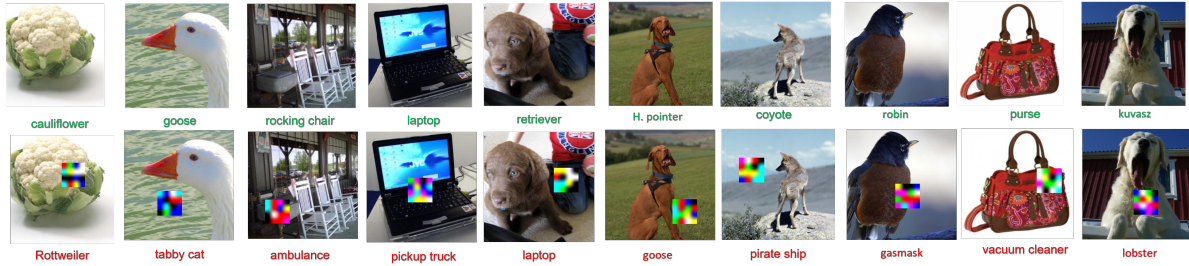 cauliflower
goose
rocking chair
laptop
retriever
H. pointer
coyote
robin
purse
kuvasz
Rottweiler
tabby cat
ambulance
pickup truck
laptop
goose
pirate ship
gasmask
vacuum cleaner
lobster